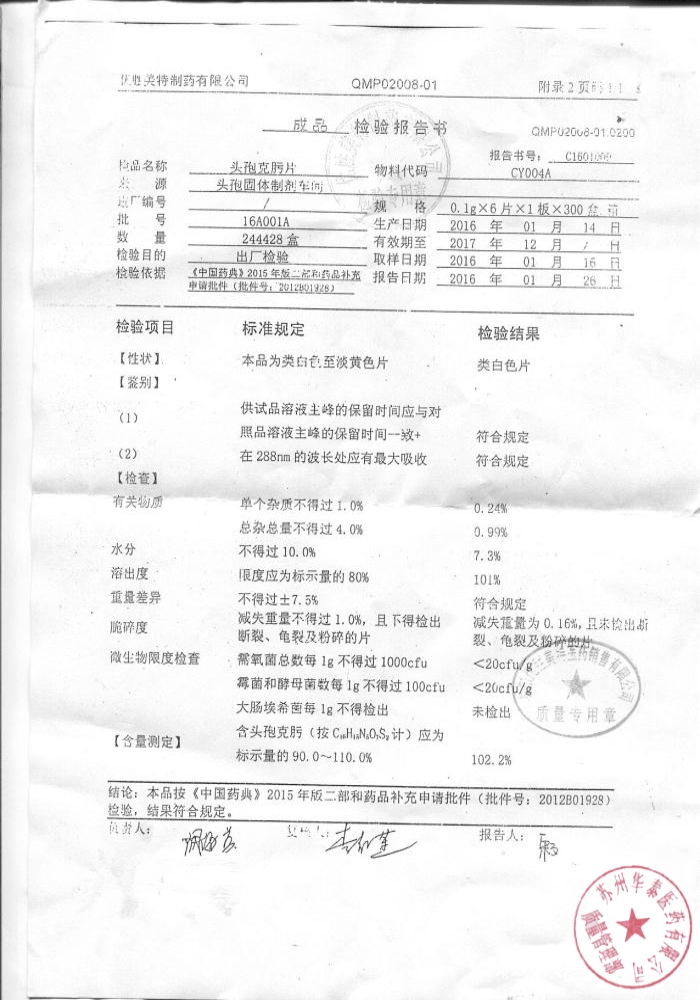 优胜美特制药有限公司 QMP02008-01 附录2页码
成品 检验报告书
QMP02008-01.0200
报告书号: C1601009
检品名称 头孢克肟片 物料代码 CY004A
来 源 头孢固体制剂车间
原厂编号 / 规 格 0.1g×6片×1板×300盒
批 号 16A001A 生产日期 2016 年 01 月 14 日
数 量 244428盒 有效期至 2017 年 12 月 / 日
检验目的 出厂检验 取样日期 2016 年 01 月 16 日
检验依据 《中国药典》2015年版二部和药品补充 报告日期 2016 年 01 月 26 日
申请批件(批件号:2012B01928)
检验项目 标准规定 检验结果
【性状】 本品为类白色至淡黄色片 类白色片
【鉴别】
(1) 供试品溶液主峰的保留时间应与对
照品溶液主峰的保留时间一致+ 符合规定
(2) 在288nm的波长处应有最大吸收 符合规定
【检查】
有关物质 单个杂质不得过1.0% 0.24%
总杂总量不得过4.0% 0.99%
水分 不得过10.0% 7.3%
溶出度 限度应为标示量的80% 101%
重量差异 不得过±7.5% 符合规定
脆碎度 减失重量不得过1.0%,且不得检出 减失重量为0.16%,且未检出断
断裂、龟裂及粉碎的片 裂、龟裂及粉碎的片
微生物限度检查 需氧菌总数每1g不得过1000cfu <20cfu/g
霉菌和酵母菌数每1g不得过100cfu <20cfu/g
大肠埃希菌每1g不得检出 未检出
质量专用章
【含量测定】 含头孢克肟(按C₁₆H₁₅N₅O₇S₂计)应为
标示量的90.0~110.0% 102.2%
结论:本品按《中国药典》2015年版二部和药品补充申请批件(批件号:2012B01928)
检验,结果符合规定。
负责人: 复核人: 报告人:
苏州华泰医药有限公司
质量管理部